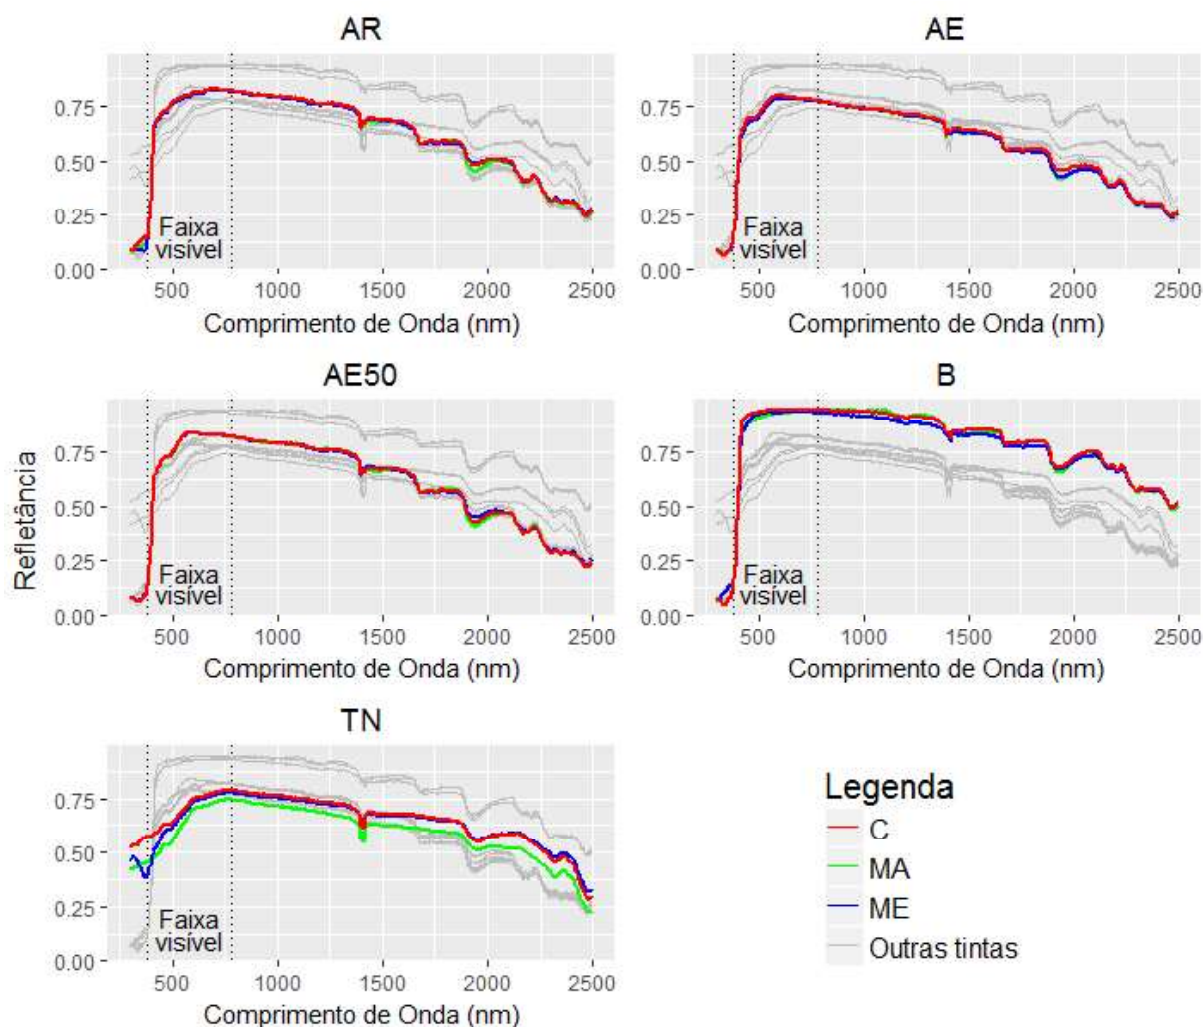 AR
0.75
0.50
0.25
0.00
Faixa
visível
500 1000 1500 2000 2500
Comprimento de Onda (nm)
AE
0.75
0.50
0.25
0.00
Faixa
visível
500 1000 1500 2000 2500
Comprimento de Onda (nm)
Refletância
AE50
0.75
0.50
0.25
0.00
Faixa
visível
500 1000 1500 2000 2500
Comprimento de Onda (nm)
B
0.75
0.50
0.25
0.00
Faixa
visível
500 1000 1500 2000 2500
Comprimento de Onda (nm)
TN
0.75
0.50
0.25
0.00
Faixa
visível
500 1000 1500 2000 2500
Comprimento de Onda (nm)
Legenda
C
MA
ME
Outras tintas